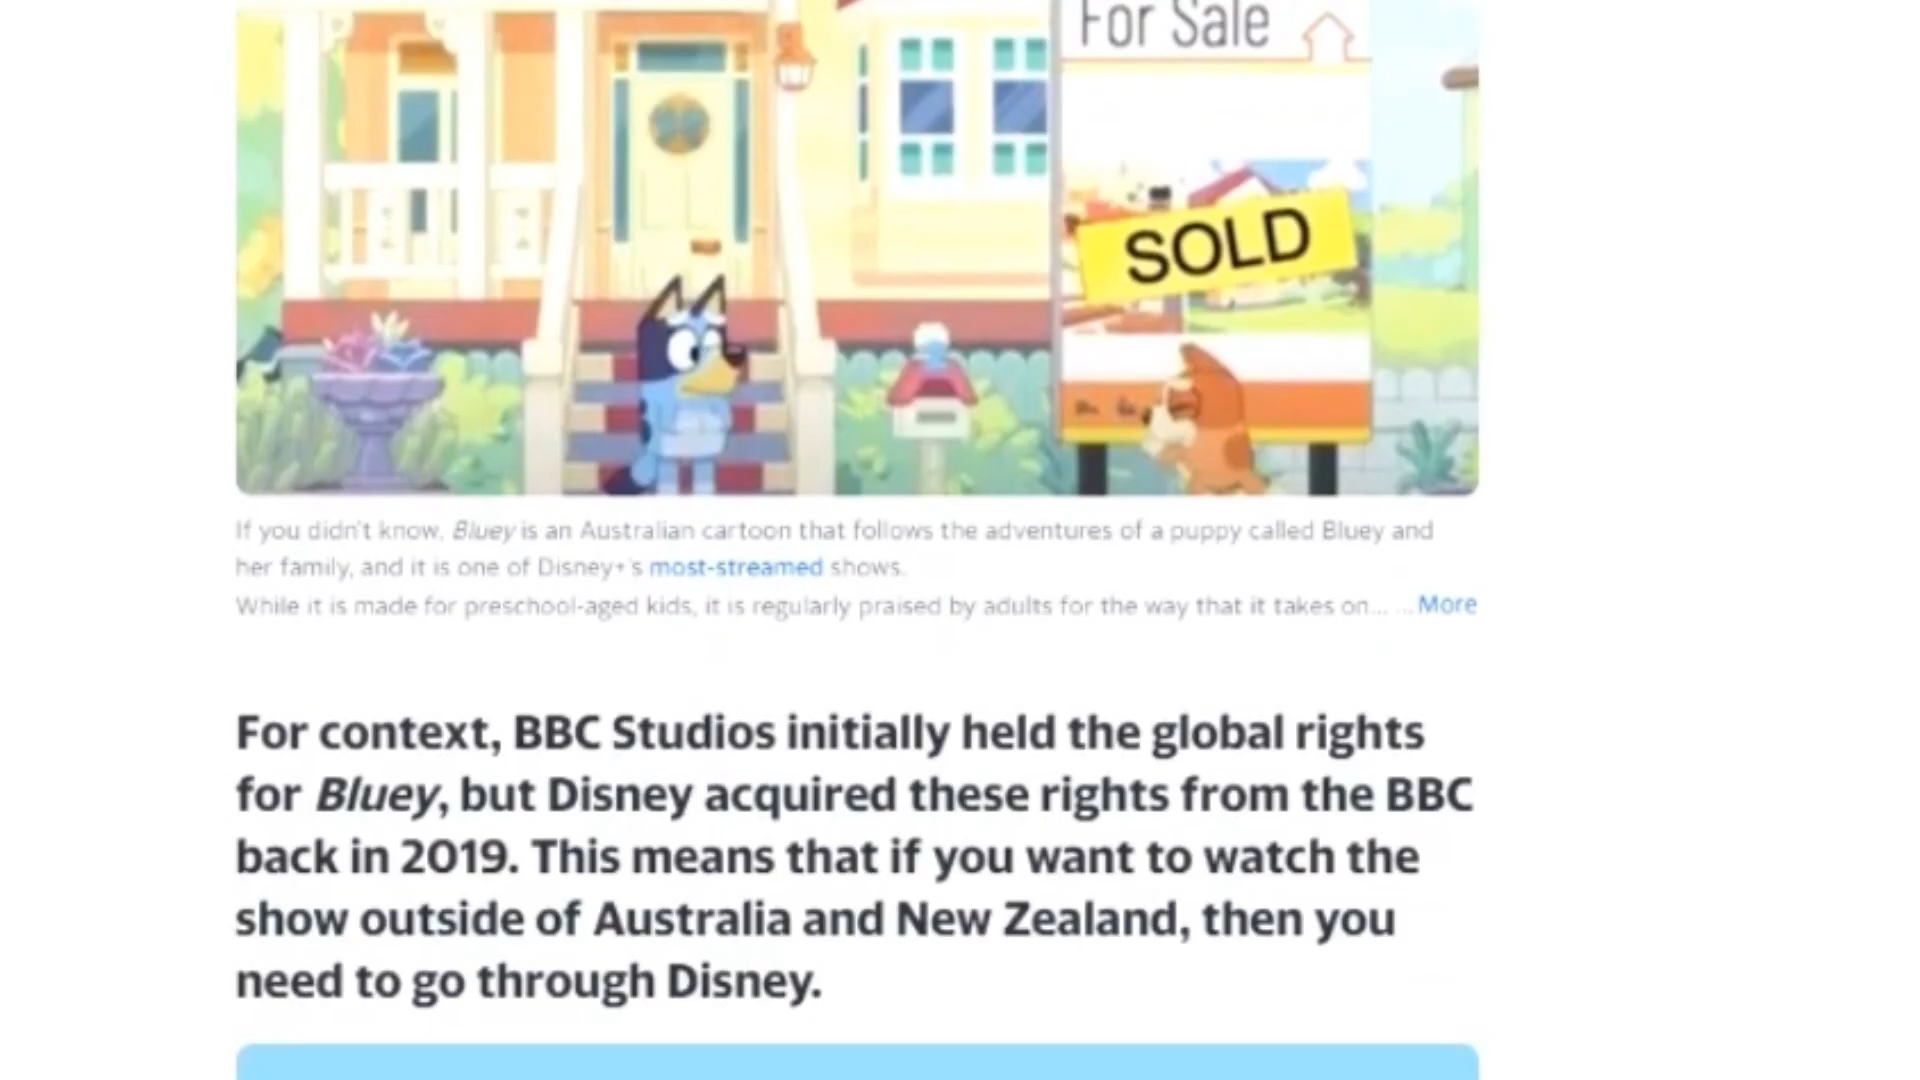 For Sale
SOLD
If you didn't know, Bluey is an Australian cartoon that follows the adventures of a puppy called Bluey and
her family, and it is one of Disney+'s most-streamed shows.
While it is made for preschool-aged kids, it is regularly praised by adults for the way that it takes on... ... More
For context, BBC Studios initially held the global rights
for Bluey, but Disney acquired these rights from the BBC
back in 2019. This means that if you want to watch the
show outside of Australia and New Zealand, then you
need to go through Disney.